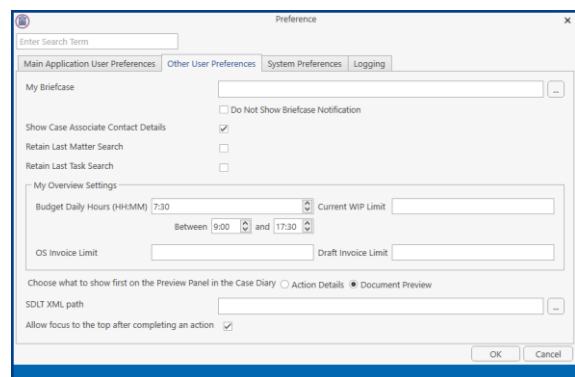 Preference
Enter Search Term
Main Application User Preferences Other User Preferences System Preferences Logging
My Briefcase ...
Do Not Show Briefcase Notification
Show Case Associate Contact Details
Retain Last Matter Search
Retain Last Task Search
My Overview Settings
Budget Daily Hours (HH:MM) 7:30 Current WIP Limit
Between 9:00 and 17:30
OS Invoice Limit Draft Invoice Limit
Choose what to show first on the Preview Panel in the Case Diary Action Details Document Preview
SDLT XML path ...
Allow focus to the top after completing an action
OK Cancel